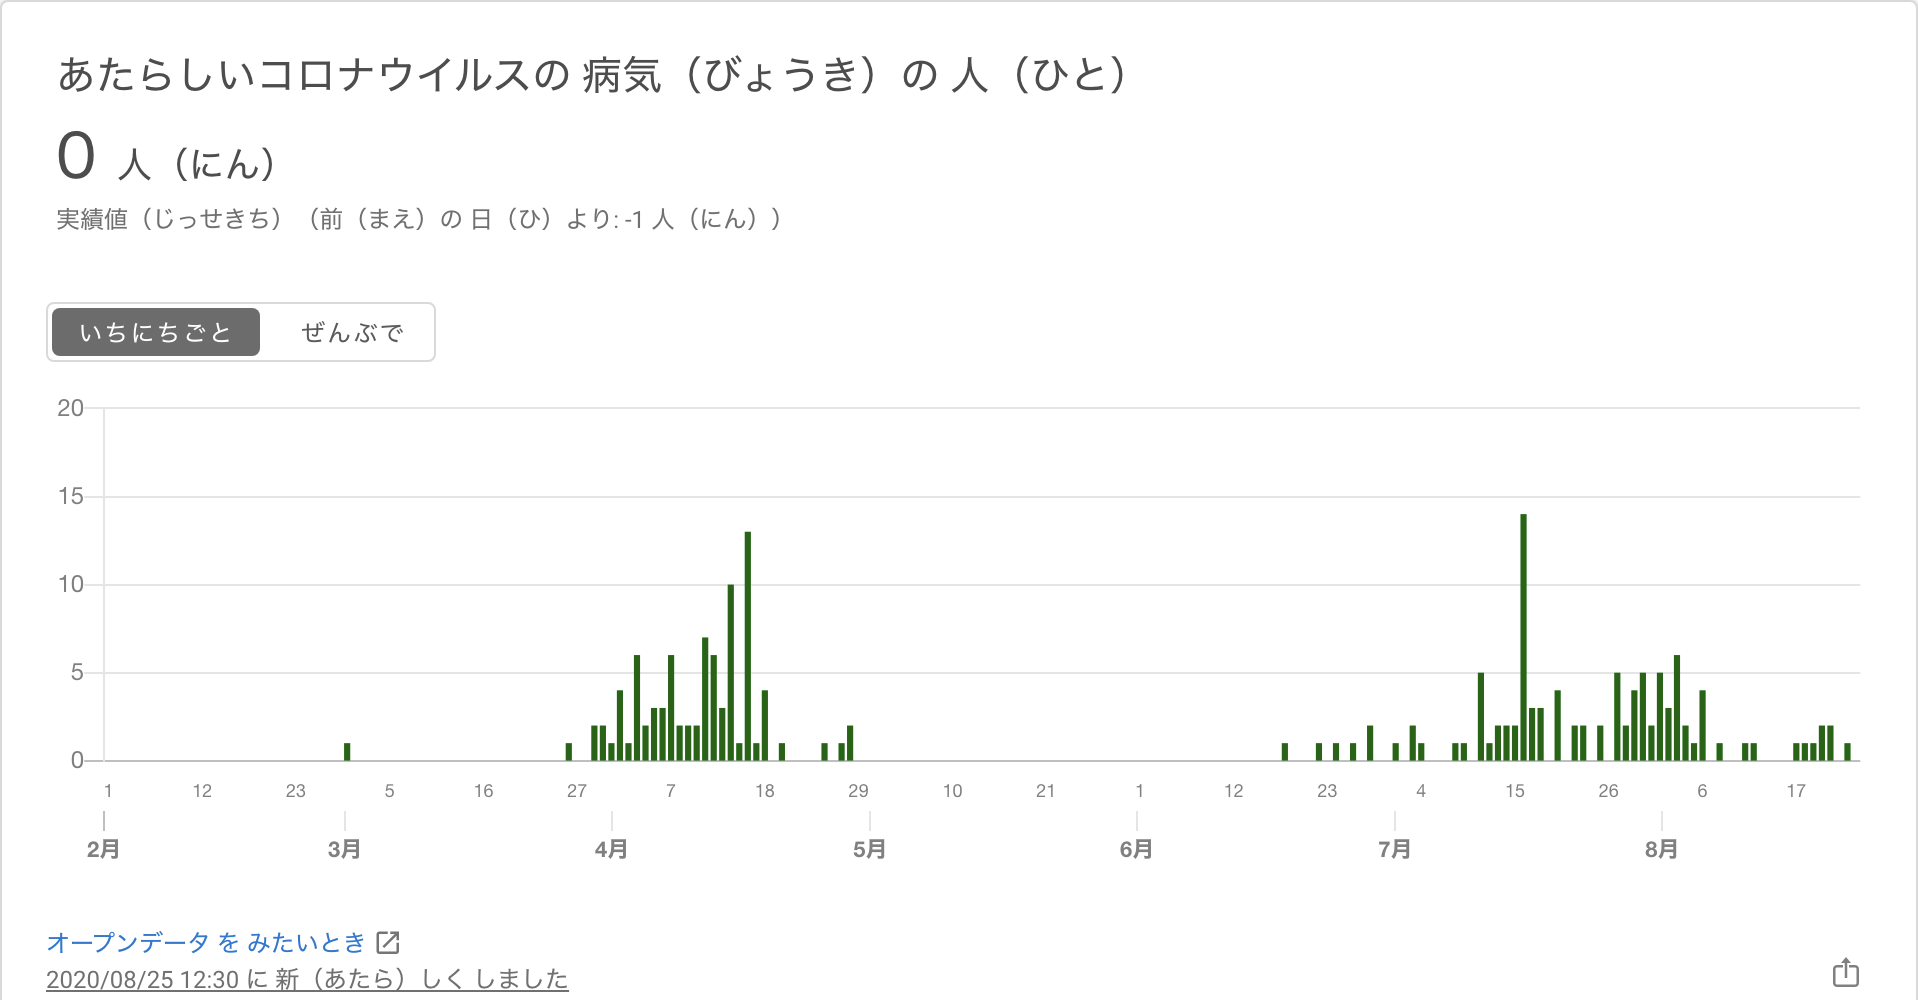 あたらしいコロナウイルスの 病気（びょうき）の 人（ひと）
0 人（にん）
実績値（じっせきち）（前（まえ）の 日（ひ）より: -1 人（にん））
いちにちごと ぜんぶで
20
15
10
5
0
1 12 23 5 16 27 7 18 29 10 21 1 12 23 4 15 26 6 17
2月 3月 4月 5月 6月 7月 8月
オープンデータ を みたいとき
2020/08/25 12:30 に 新（あたら）しく しました